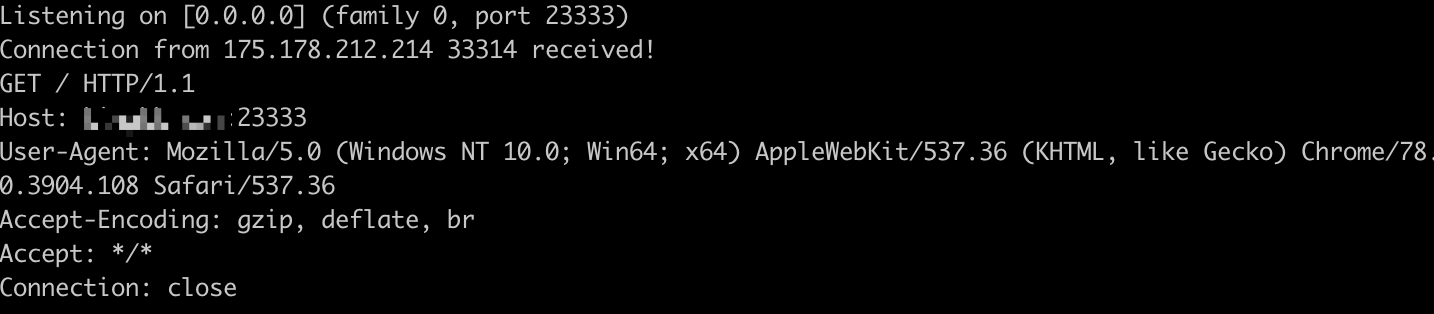 Listening on [0.0.0.0] (family 0, port 23333)
Connection from 175.178.212.214 33314 received!
GET / HTTP/1.1
Host: :23333
User-Agent: Mozilla/5.0 (Windows NT 10.0; Win64; x64) AppleWebKit/537.36 (KHTML, like Gecko) Chrome/78.
0.3904.108 Safari/537.36
Accept-Encoding: gzip, deflate, br
Accept: */*
Connection: close